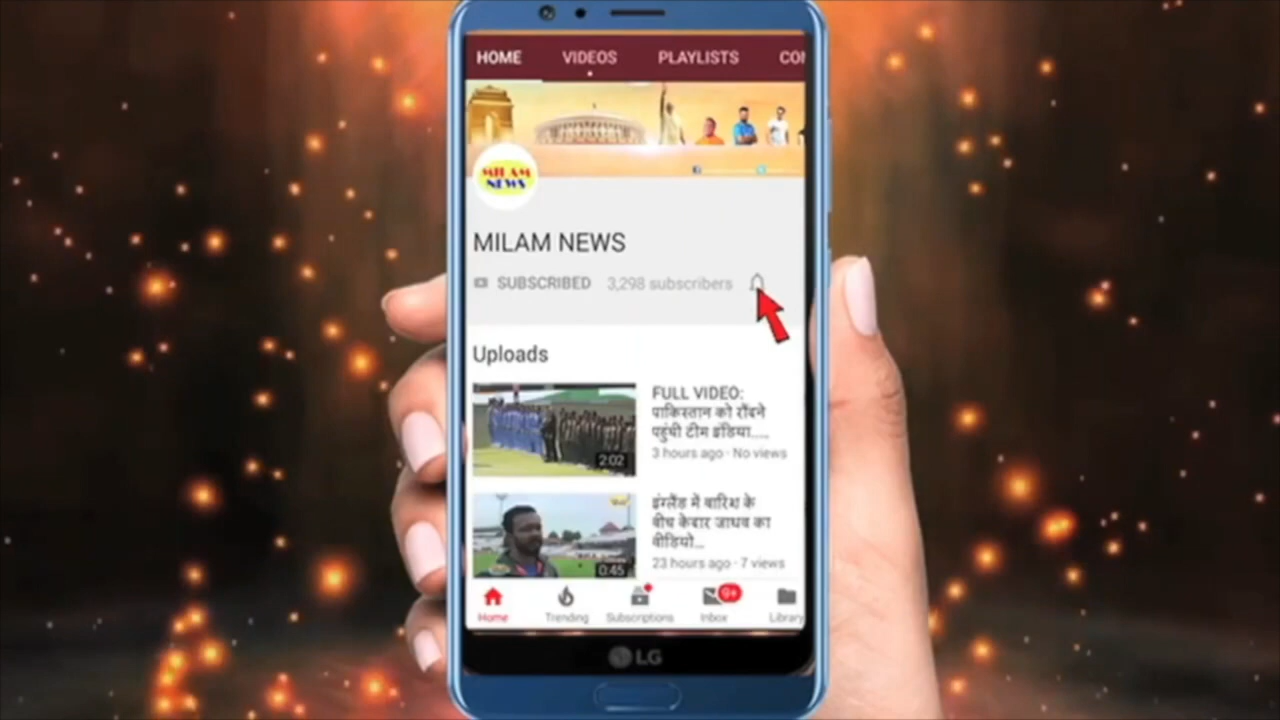 HOME VIDEOS PLAYLISTS CON
MILAM
NEWS
MILAM NEWS
SUBSCRIBED 3,298 subscribers
Uploads
FULL VIDEO:
पाकिस्तान को रौंदने
पहुंची टीम इंडिया.....
3 hours ago · No views
2:02
इंग्लैंड में बारिश के
बीच केदार जाधव का
वीडियो...
23 hours ago · 7 views
0:45
9+
Home Trending Subscriptions Inbox Library
LG